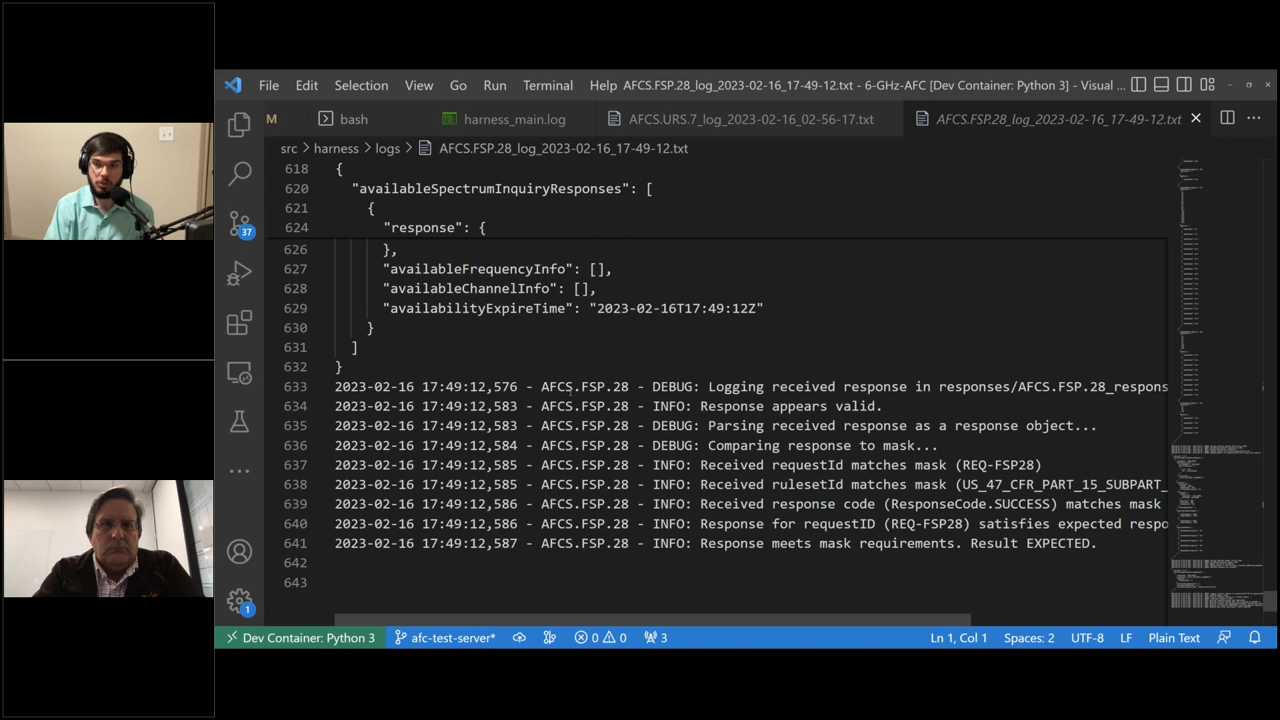 File Edit Selection View Go Run Terminal Help AFCS.FSP.28_log_2023-02-16_17-49-12.txt - 6-GHz-AFC [Dev Container: Python 3] - Visual ...
M bash harness_main.log AFCS.URS.7_log_2023-02-16_02-56-17.txt AFCS.FSP.28_log_2023-02-16_17-49-12.txt
src > harness > logs > AFCS.FSP.28_log_2023-02-16_17-49-12.txt
618 {
620 "availableSpectrumInquiryResponses": [
621 {
624 "response": {
626 },
627 "availableFrequencyInfo": [],
628 "availableChannelInfo": [],
629 "availabilityExpireTime": "2023-02-16T17:49:12Z"
630 }
631 ]
632 }
633 2023-02-16 17:49:12,576 - AFCS.FSP.28 - DEBUG: Logging received response in responses/AFCS.FSP.28_respons
634 2023-02-16 17:49:12,583 - AFCS.FSP.28 - INFO: Response appears valid.
635 2023-02-16 17:49:12,583 - AFCS.FSP.28 - DEBUG: Parsing received response as a response object...
636 2023-02-16 17:49:12,584 - AFCS.FSP.28 - DEBUG: Comparing response to mask...
637 2023-02-16 17:49:12,585 - AFCS.FSP.28 - INFO: Received requestId matches mask (REQ-FSP28)
638 2023-02-16 17:49:12,585 - AFCS.FSP.28 - INFO: Received rulesetId matches mask (US_47_CFR_PART_15_SUBPART_
639 2023-02-16 17:49:12,586 - AFCS.FSP.28 - INFO: Received response code (ResponseCode.SUCCESS) matches mask
640 2023-02-16 17:49:12,586 - AFCS.FSP.28 - INFO: Response for requestID (REQ-FSP28) satisfies expected respo
641 2023-02-16 17:49:12,587 - AFCS.FSP.28 - INFO: Response meets mask requirements. Result EXPECTED.
642
643
37
1
Dev Container: Python 3 afc-test-server* 0 0 3 Ln 1, Col 1 Spaces: 2 UTF-8 LF Plain Text